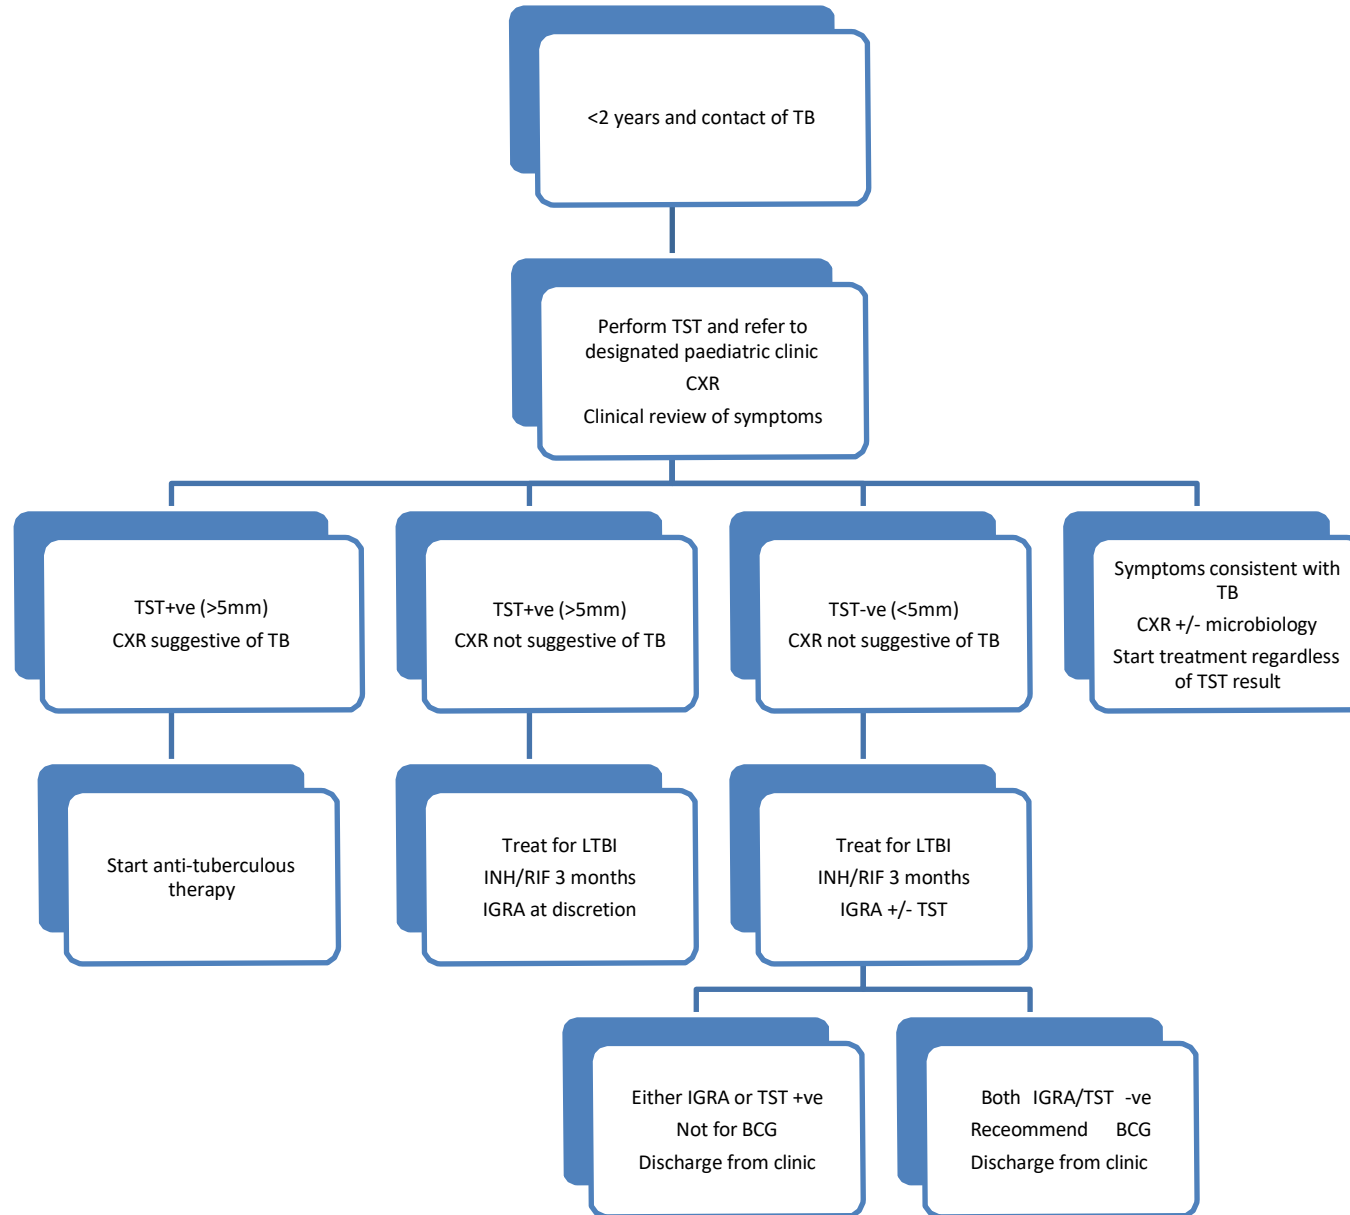 <2 years and contact of TB
Perform TST and refer to
designated paediatric clinic
CXR
Clinical review of symptoms
TST+ve (>5mm)
CXR suggestive of TB
TST+ve (>5mm)
CXR not suggestive of TB
TST-ve (<5mm)
CXR not suggestive of TB
Symptoms consistent with
TB
CXR +/- microbiology
Start treatment regardless
of TST result
Start anti-tuberculous
therapy
Treat for LTBI
INH/RIF 3 months
IGRA at discretion
Treat for LTBI
INH/RIF 3 months
IGRA +/- TST
Either IGRA or TST +ve
Not for BCG
Discharge from clinic
Both IGRA/TST -ve
Receommend BCG
Discharge from clinic